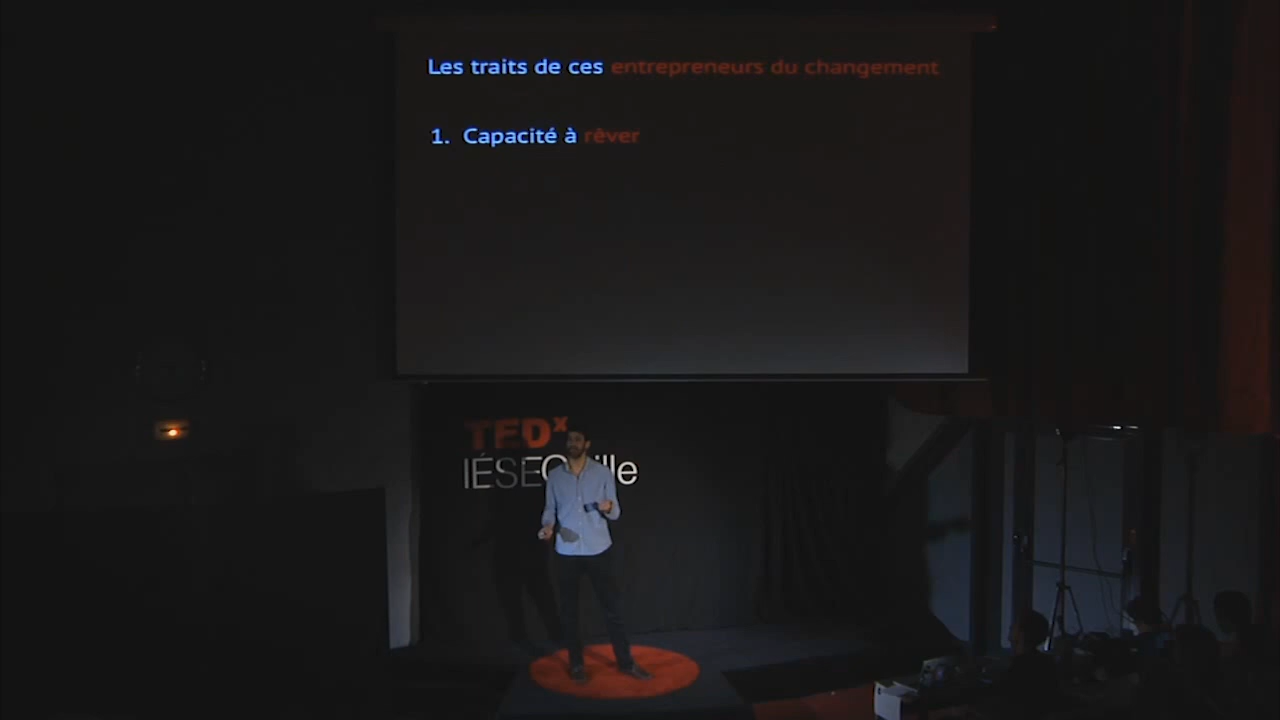 Les traits de ces entrepreneurs du changement
1. Capacité à rêver
TEDx
IÉSEG